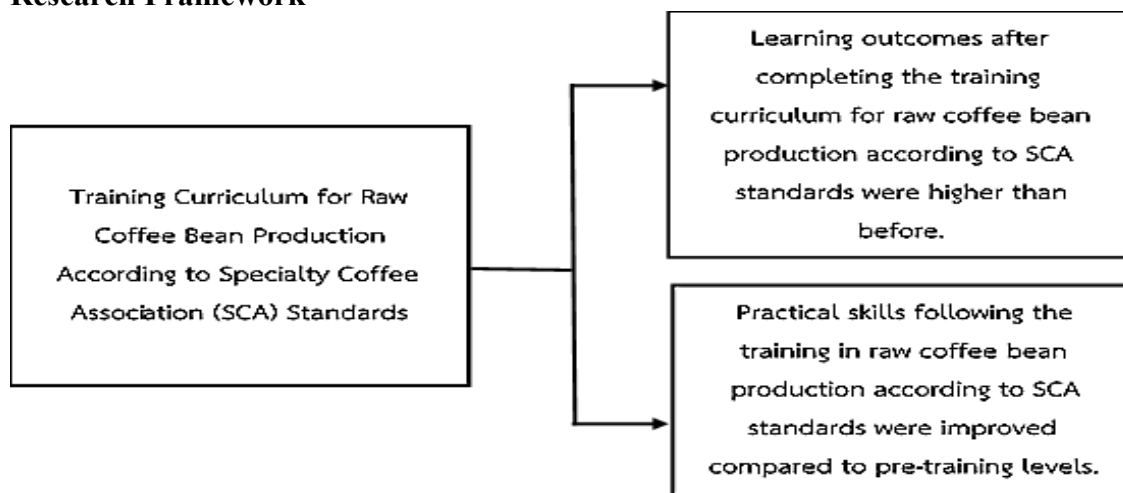 Research Framework
Training Curriculum for Raw
Coffee Bean Production
According to Specialty Coffee
Association (SCA) Standards
Learning outcomes after
completing the training
curriculum for raw coffee bean
production according to SCA
standards were higher than
before.
Practical skills following the
training in raw coffee bean
production according to SCA
standards were improved
compared to pre-training levels.